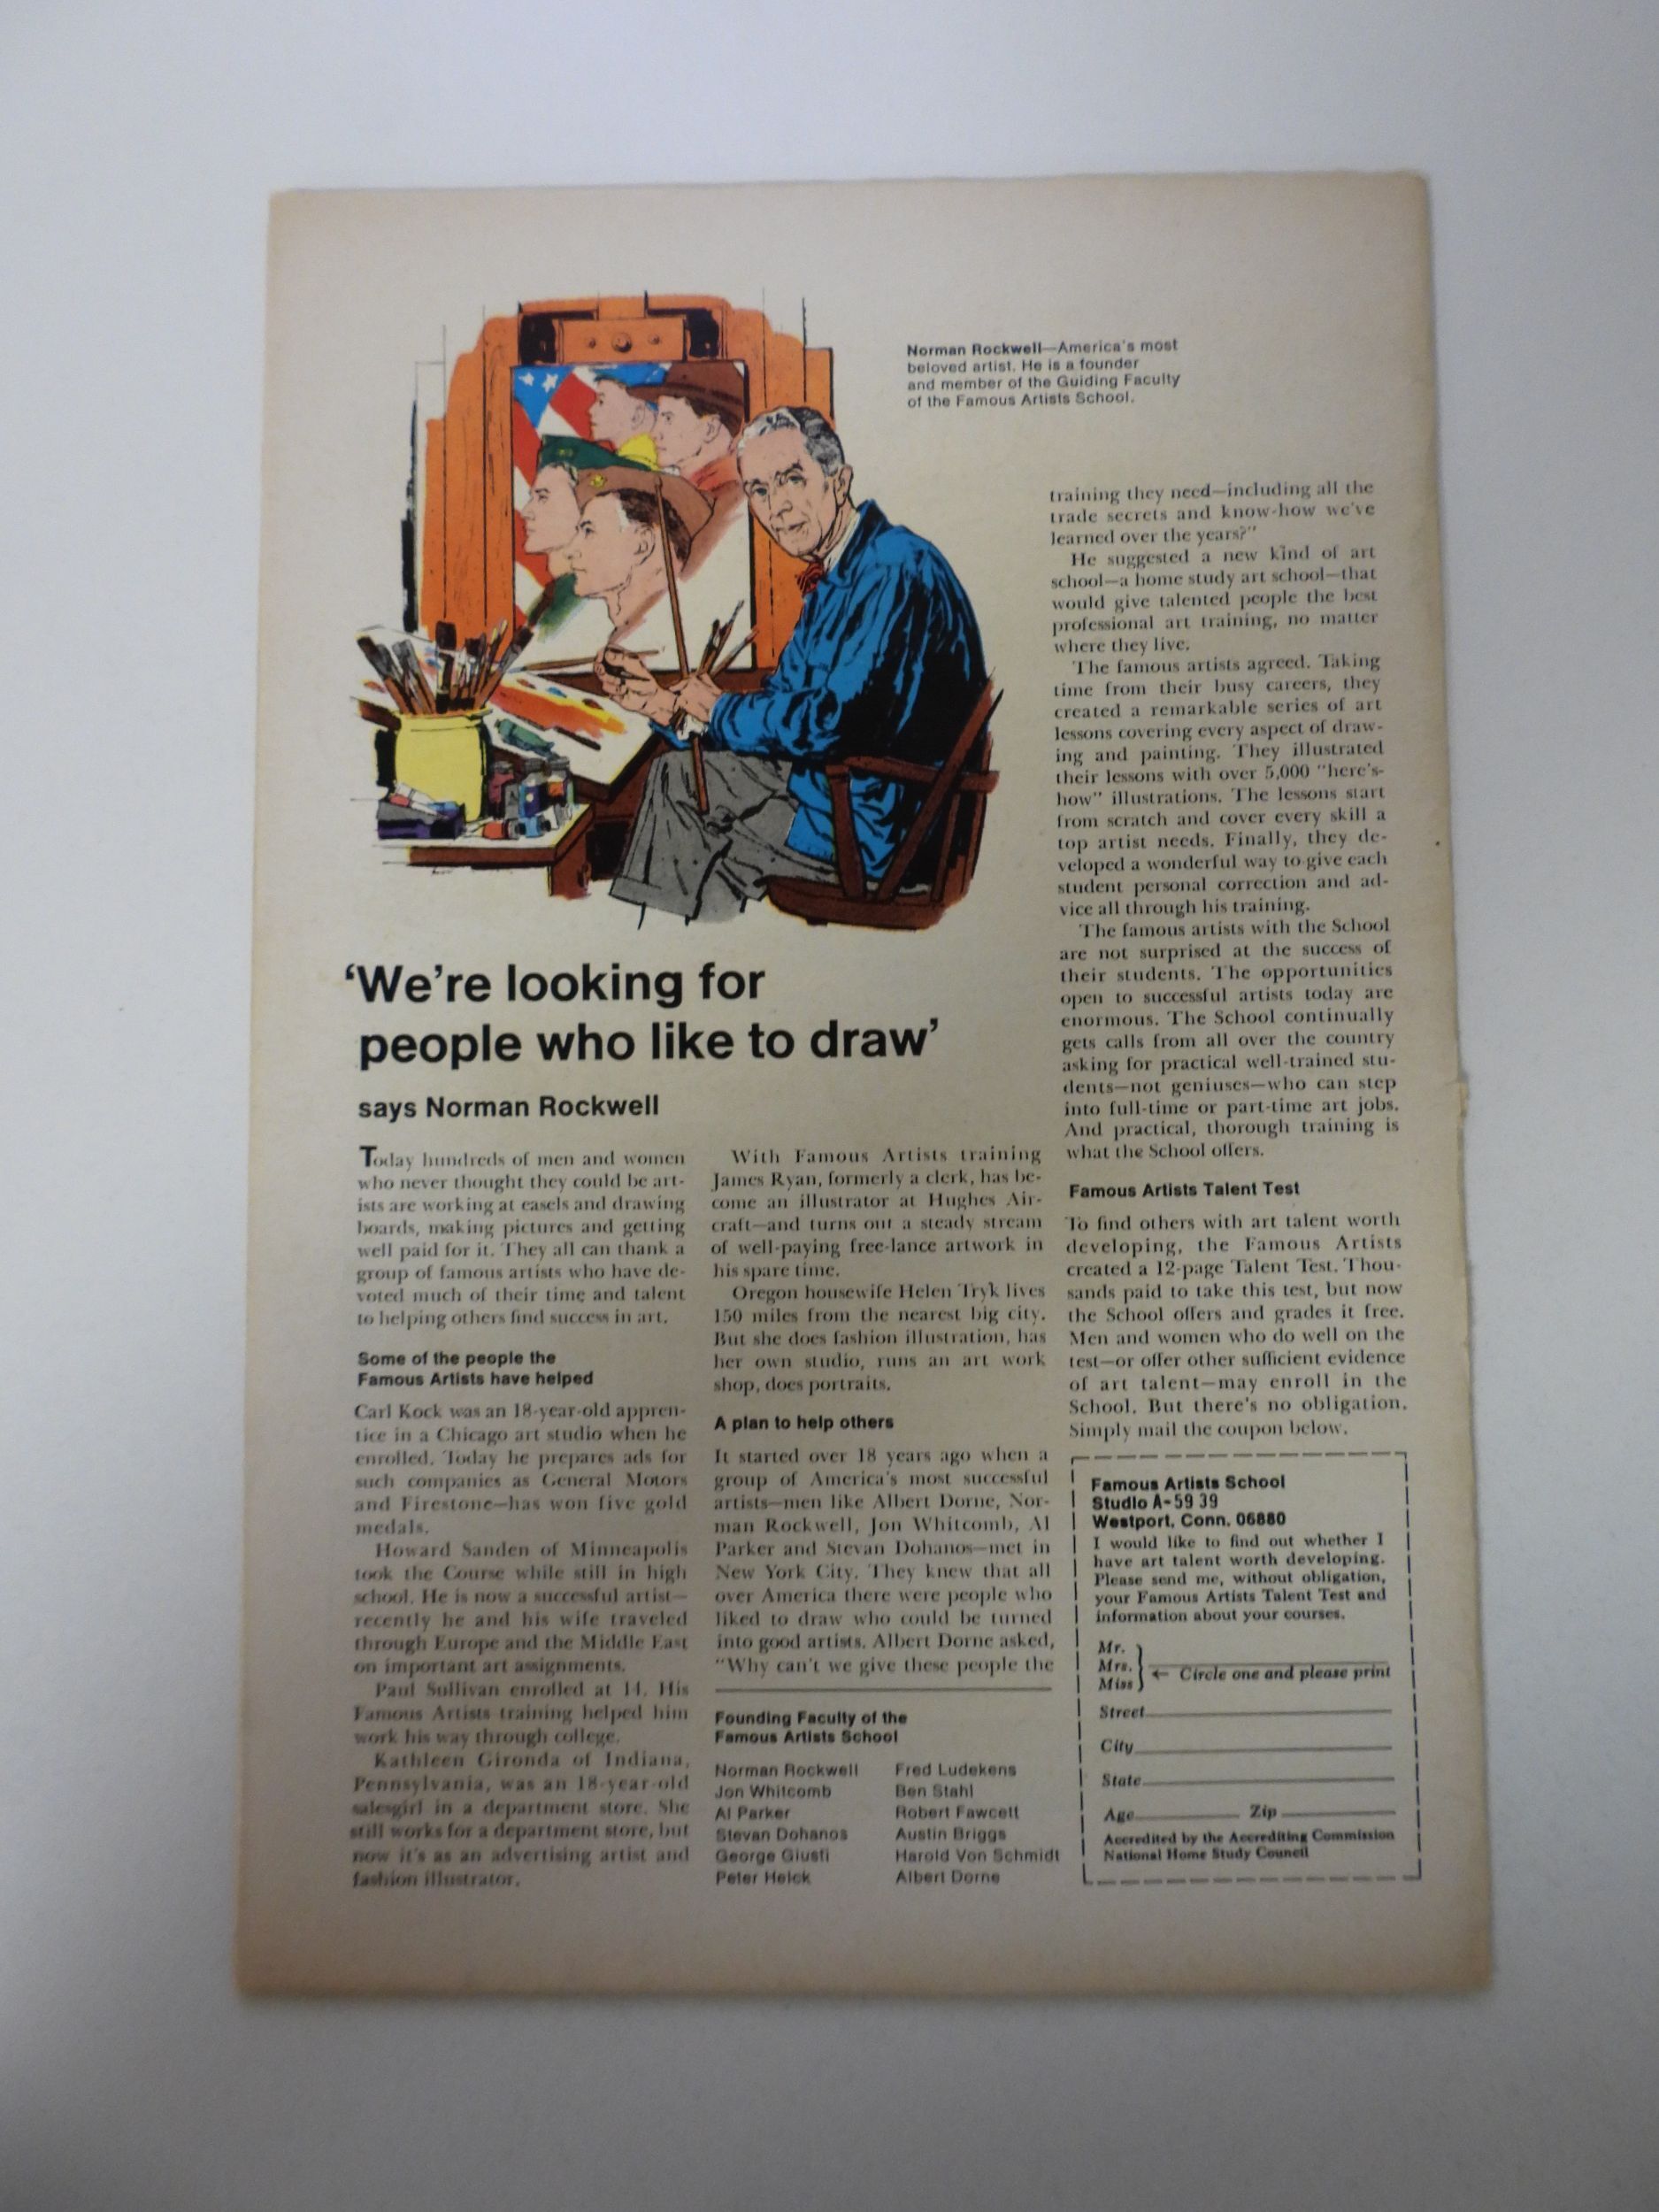 Norman Rockwell—America's most
beloved artist. He is a founder
and member of the Guiding Faculty
of the Famous Artists School.
'We're looking for
people who like to draw'
says Norman Rockwell
Today hundreds of men and women
who never thought they could be art-
ists are working at easels and drawing
boards, making pictures and getting
well paid for it. They all can thank a
group of famous artists who have de-
voted much of their time and talent
to helping others find success in art.
Some of the people the
Famous Artists have helped
Carl Kock was an 18-year-old appren-
tice in a Chicago art studio when he
enrolled. Today he prepares ads for
such companies as General Motors
and Firestone—has won five gold
medals.
Howard Sanden of Minneapolis
took the Course while still in high
school. He is now a successful artist—
recently he and his wife traveled
through Europe and the Middle East
on important art assignments.
Paul Sullivan enrolled at 14. His
Famous Artists training helped him
work his way through college.
Kathleen Gironda of Indiana,
Pennsylvania, was an 18-year-old
salesgirl in a department store. She
still works for a department store, but
now it's as an advertising artist and
fashion illustrator.
With Famous Artists training
James Ryan, formerly a clerk, has be-
come an illustrator at Hughes Air-
craft—and turns out a steady stream
of well-paying free-lance artwork in
his spare time.
Oregon housewife Helen Tryk lives
150 miles from the nearest big city.
But she does fashion illustration, has
her own studio, runs an art work
shop, does portraits.
A plan to help others
It started over 18 years ago when a
group of America's most successful
artists—men like Albert Dorne, Nor-
man Rockwell, Jon Whitcomb, Al
Parker and Stevan Dohanos—met in
New York City. They knew that all
over America there were people who
liked to draw who could be turned
into good artists. Albert Dorne asked,
"Why can't we give these people the
training they need—including all the
trade secrets and know-how we've
learned over the years?"
He suggested a new kind of art
school—a home study art school—that
would give talented people the best
professional art training, no matter
where they live.
The famous artists agreed. Taking
time from their busy careers, they
created a remarkable series of art
lessons covering every aspect of draw-
ing and painting. They illustrated
their lessons with over 5,000 "here's-
how" illustrations. The lessons start
from scratch and cover every skill a
top artist needs. Finally, they de-
veloped a wonderful way to give each
student personal correction and ad-
vice all through his training.
The famous artists with the School
are not surprised at the success of
their students. The opportunities
open to successful artists today are
enormous. The School continually
gets calls from all over the country
asking for practical well-trained stu-
dents—not geniuses—who can step
into full-time or part-time art jobs.
And practical, thorough training is
what the School offers.
Famous Artists Talent Test
To find others with art talent worth
developing, the Famous Artists
created a 12-page Talent Test. Thou-
sands paid to take this test, but now
the School offers and grades it free.
Men and women who do well on the
test—or offer other sufficient evidence
of art talent—may enroll in the
School. But there's no obligation.
Simply mail the coupon below.
Founding Faculty of the
Famous Artists School
Norman Rockwell
Jon Whitcomb
Al Parker
Stevan Dohanos
George Giusti
Peter Helck
Fred Ludekens
Ben Stahl
Robert Fawcett
Austin Briggs
Harold Von Schmidt
Albert Dorne
Famous Artists School
Studio A-59 39
Westport, Conn. 06880
I would like to find out whether I
have art talent worth developing.
Please send me, without obligation,
your Famous Artists Talent Test and
information about your courses.
Mr.
Mrs.
Miss
← Circle one and please print
Street
City
State
Age Zip
Accredited by the Accrediting Commission
National Home Study Council